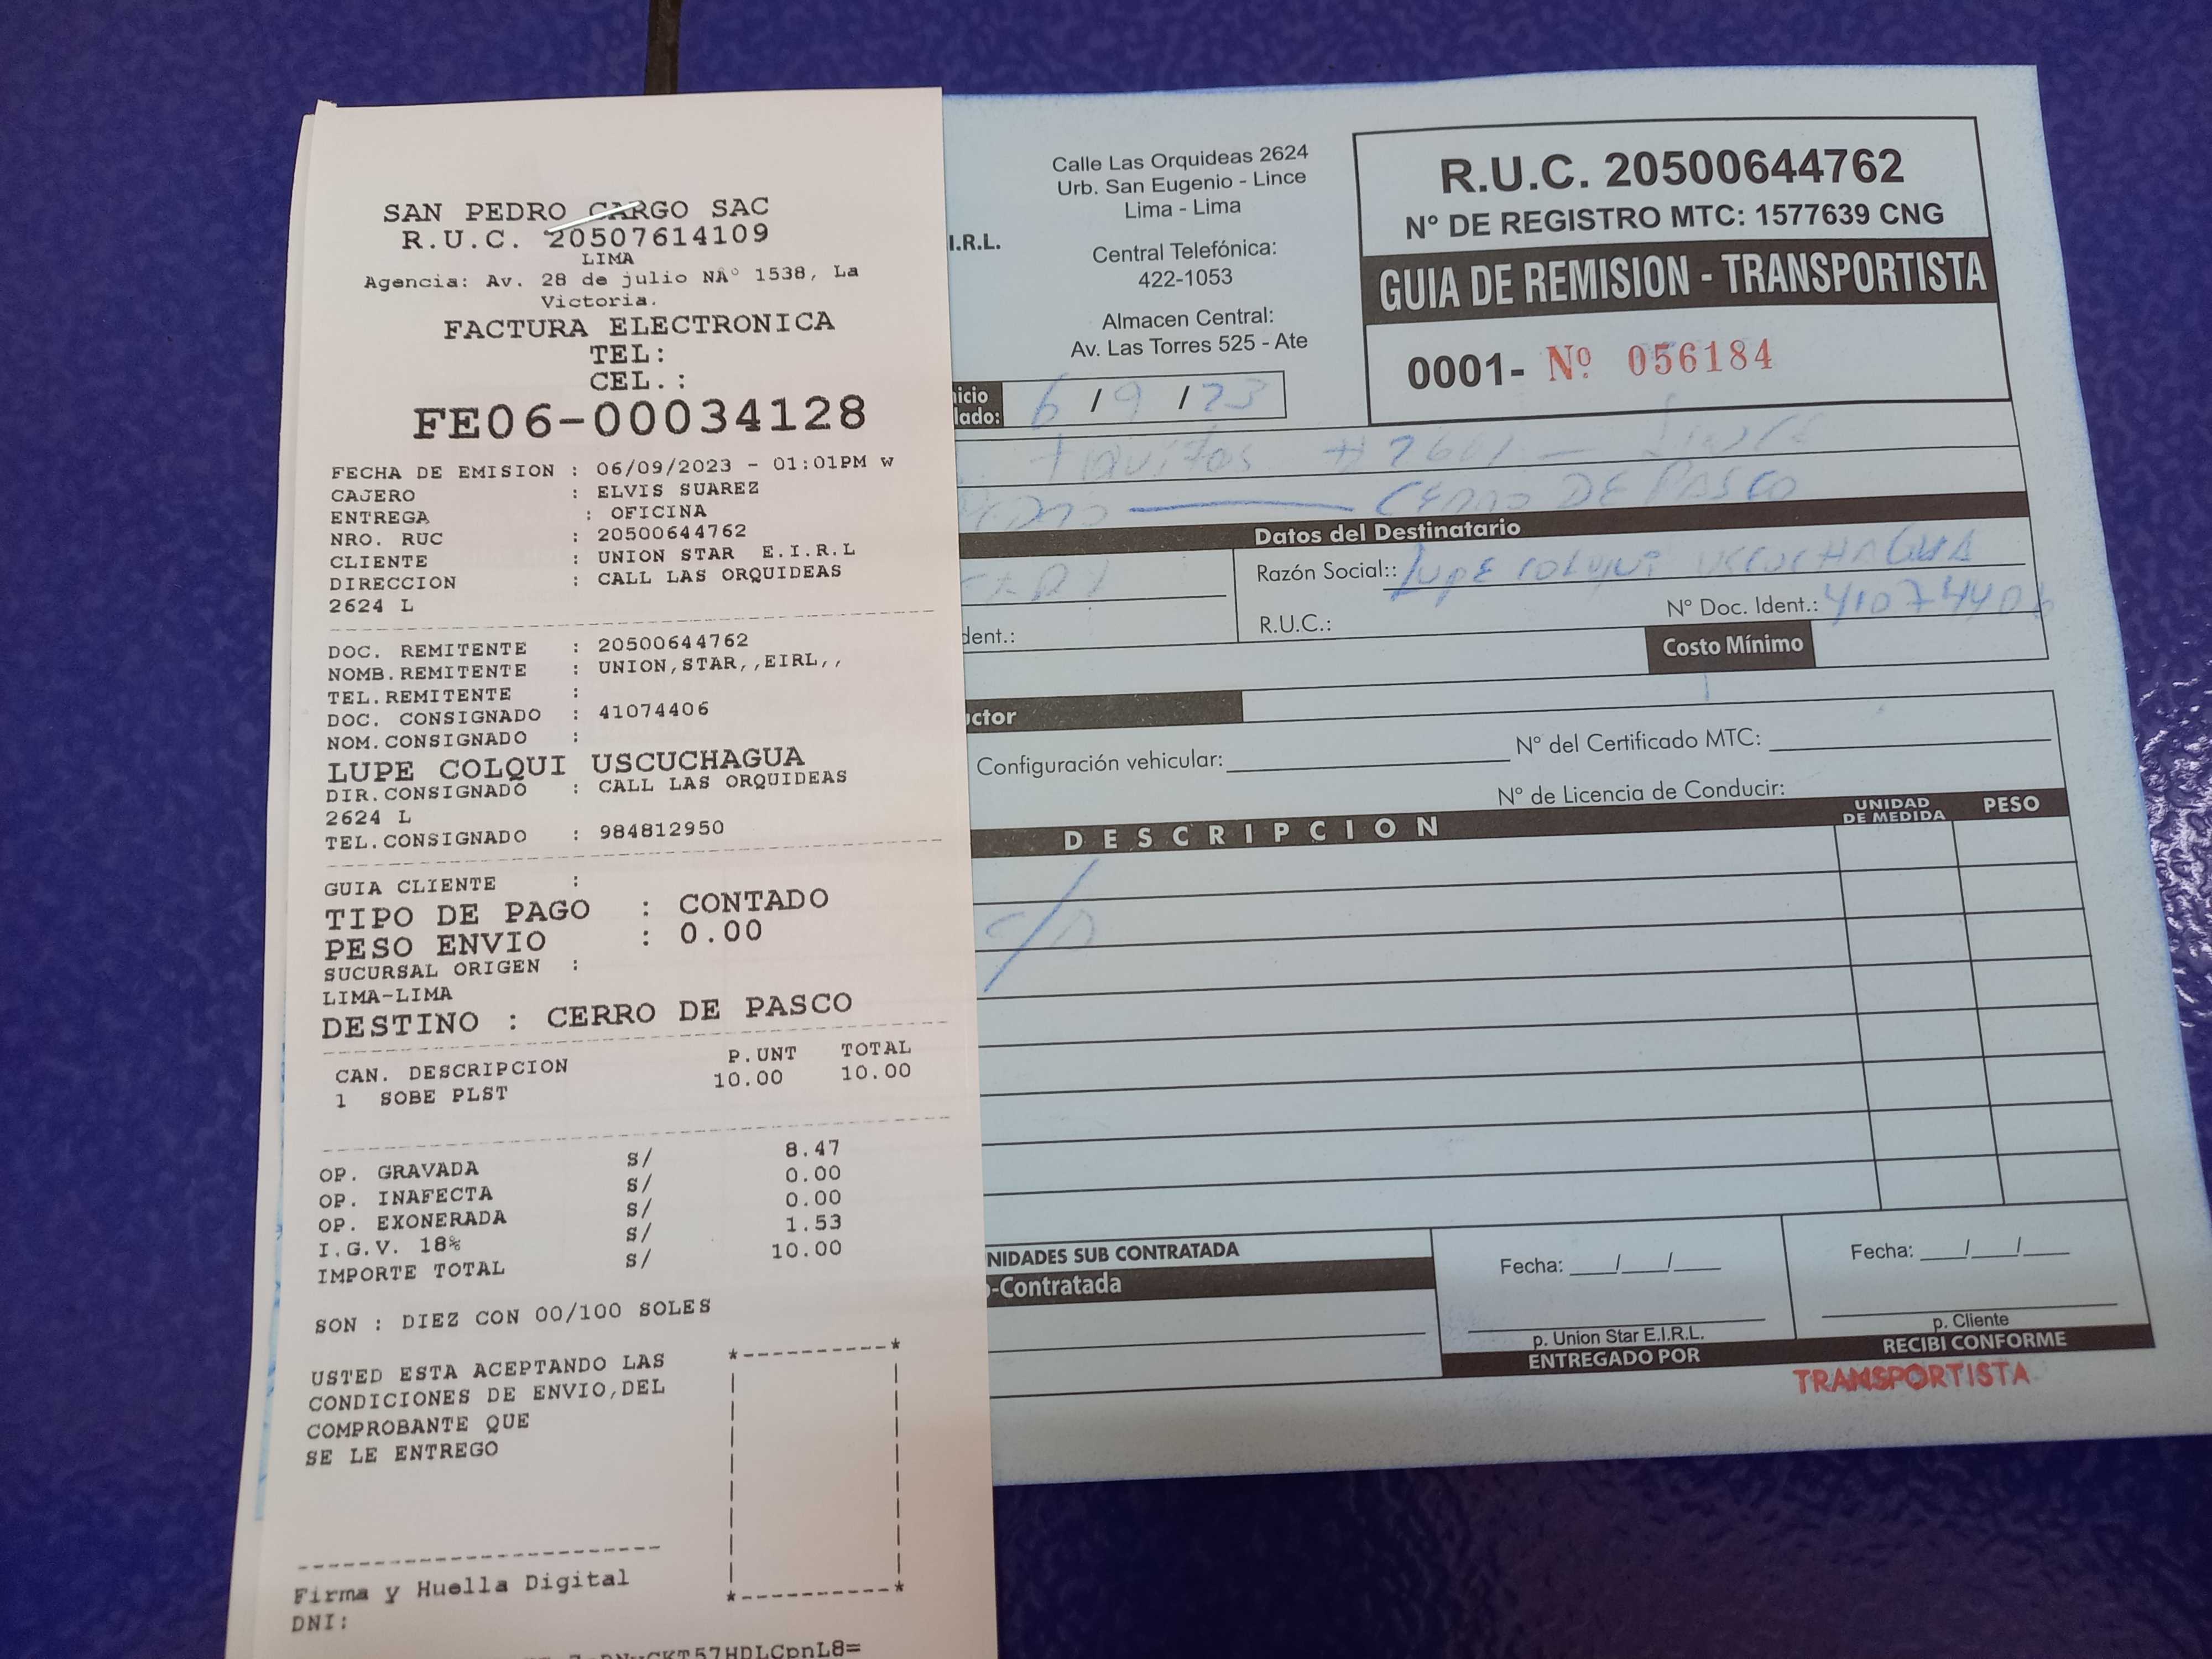 SAN PEDRO CARGO SAC
R.U.C. 20507614109
LIMA
Agencia: Av. 28 de julio NÂº 1538, La
Victoria.
FACTURA ELECTRONICA
TEL:
CEL.:
FE06-00034128
FECHA DE EMISION : 06/09/2023 - 01:01PM w
CAJERO : ELVIS SUAREZ
ENTREGA : OFICINA
NRO. RUC : 20500644762
CLIENTE : UNION STAR E.I.R.L
DIRECCION : CALL LAS ORQUIDEAS
2624 L
DOC. REMITENTE : 20500644762
NOMB.REMITENTE : UNION,STAR,,EIRL,,
TEL.REMITENTE :
DOC. CONSIGNADO : 41074406
NOM.CONSIGNADO :
LUPE COLQUI USCUCHAGUA
DIR.CONSIGNADO : CALL LAS ORQUIDEAS
2624 L
TEL.CONSIGNADO : 984812950
GUIA CLIENTE :
TIPO DE PAGO : CONTADO
PESO ENVIO : 0.00
SUCURSAL ORIGEN :
LIMA-LIMA
DESTINO : CERRO DE PASCO
CAN. DESCRIPCION P.UNT TOTAL
1 SOBE PLST 10.00 10.00
OP. GRAVADA S/ 8.47
OP. INAFECTA S/ 0.00
OP. EXONERADA S/ 0.00
I.G.V. 18% S/ 1.53
IMPORTE TOTAL S/ 10.00
SON : DIEZ CON 00/100 SOLES
USTED ESTA ACEPTANDO LAS
CONDICIONES DE ENVIO,DEL
COMPROBANTE QUE
SE LE ENTREGO
Firma y Huella Digital
DNI:
I.R.L.
Calle Las Orquideas 2624
Urb. San Eugenio - Lince
Lima - Lima
Central Telefónica:
422-1053
Almacen Central:
Av. Las Torres 525 - Ate
R.U.C. 20500644762
Nº DE REGISTRO MTC: 1577639 CNG
GUIA DE REMISION - TRANSPORTISTA
0001- Nº 056184
icio
lado: 6 / 9 / 23
CERRO DE PASCO
Datos del Destinatario
Razón Social:: Lupe Colqui USCUCHAGUA
dent.:
R.U.C.: Nº Doc. Ident.: 41074406
Costo Mínimo
ctor
Configuración vehicular: Nº del Certificado MTC:
Nº de Licencia de Conducir:
DESCRIPCION UNIDAD DE MEDIDA PESO
NIDADES SUB CONTRATADA
-Contratada
Fecha: / /
Fecha: / /
p. Union Star E.I.R.L.
ENTREGADO POR
p. Cliente
RECIBI CONFORME
TRANSPORTISTA